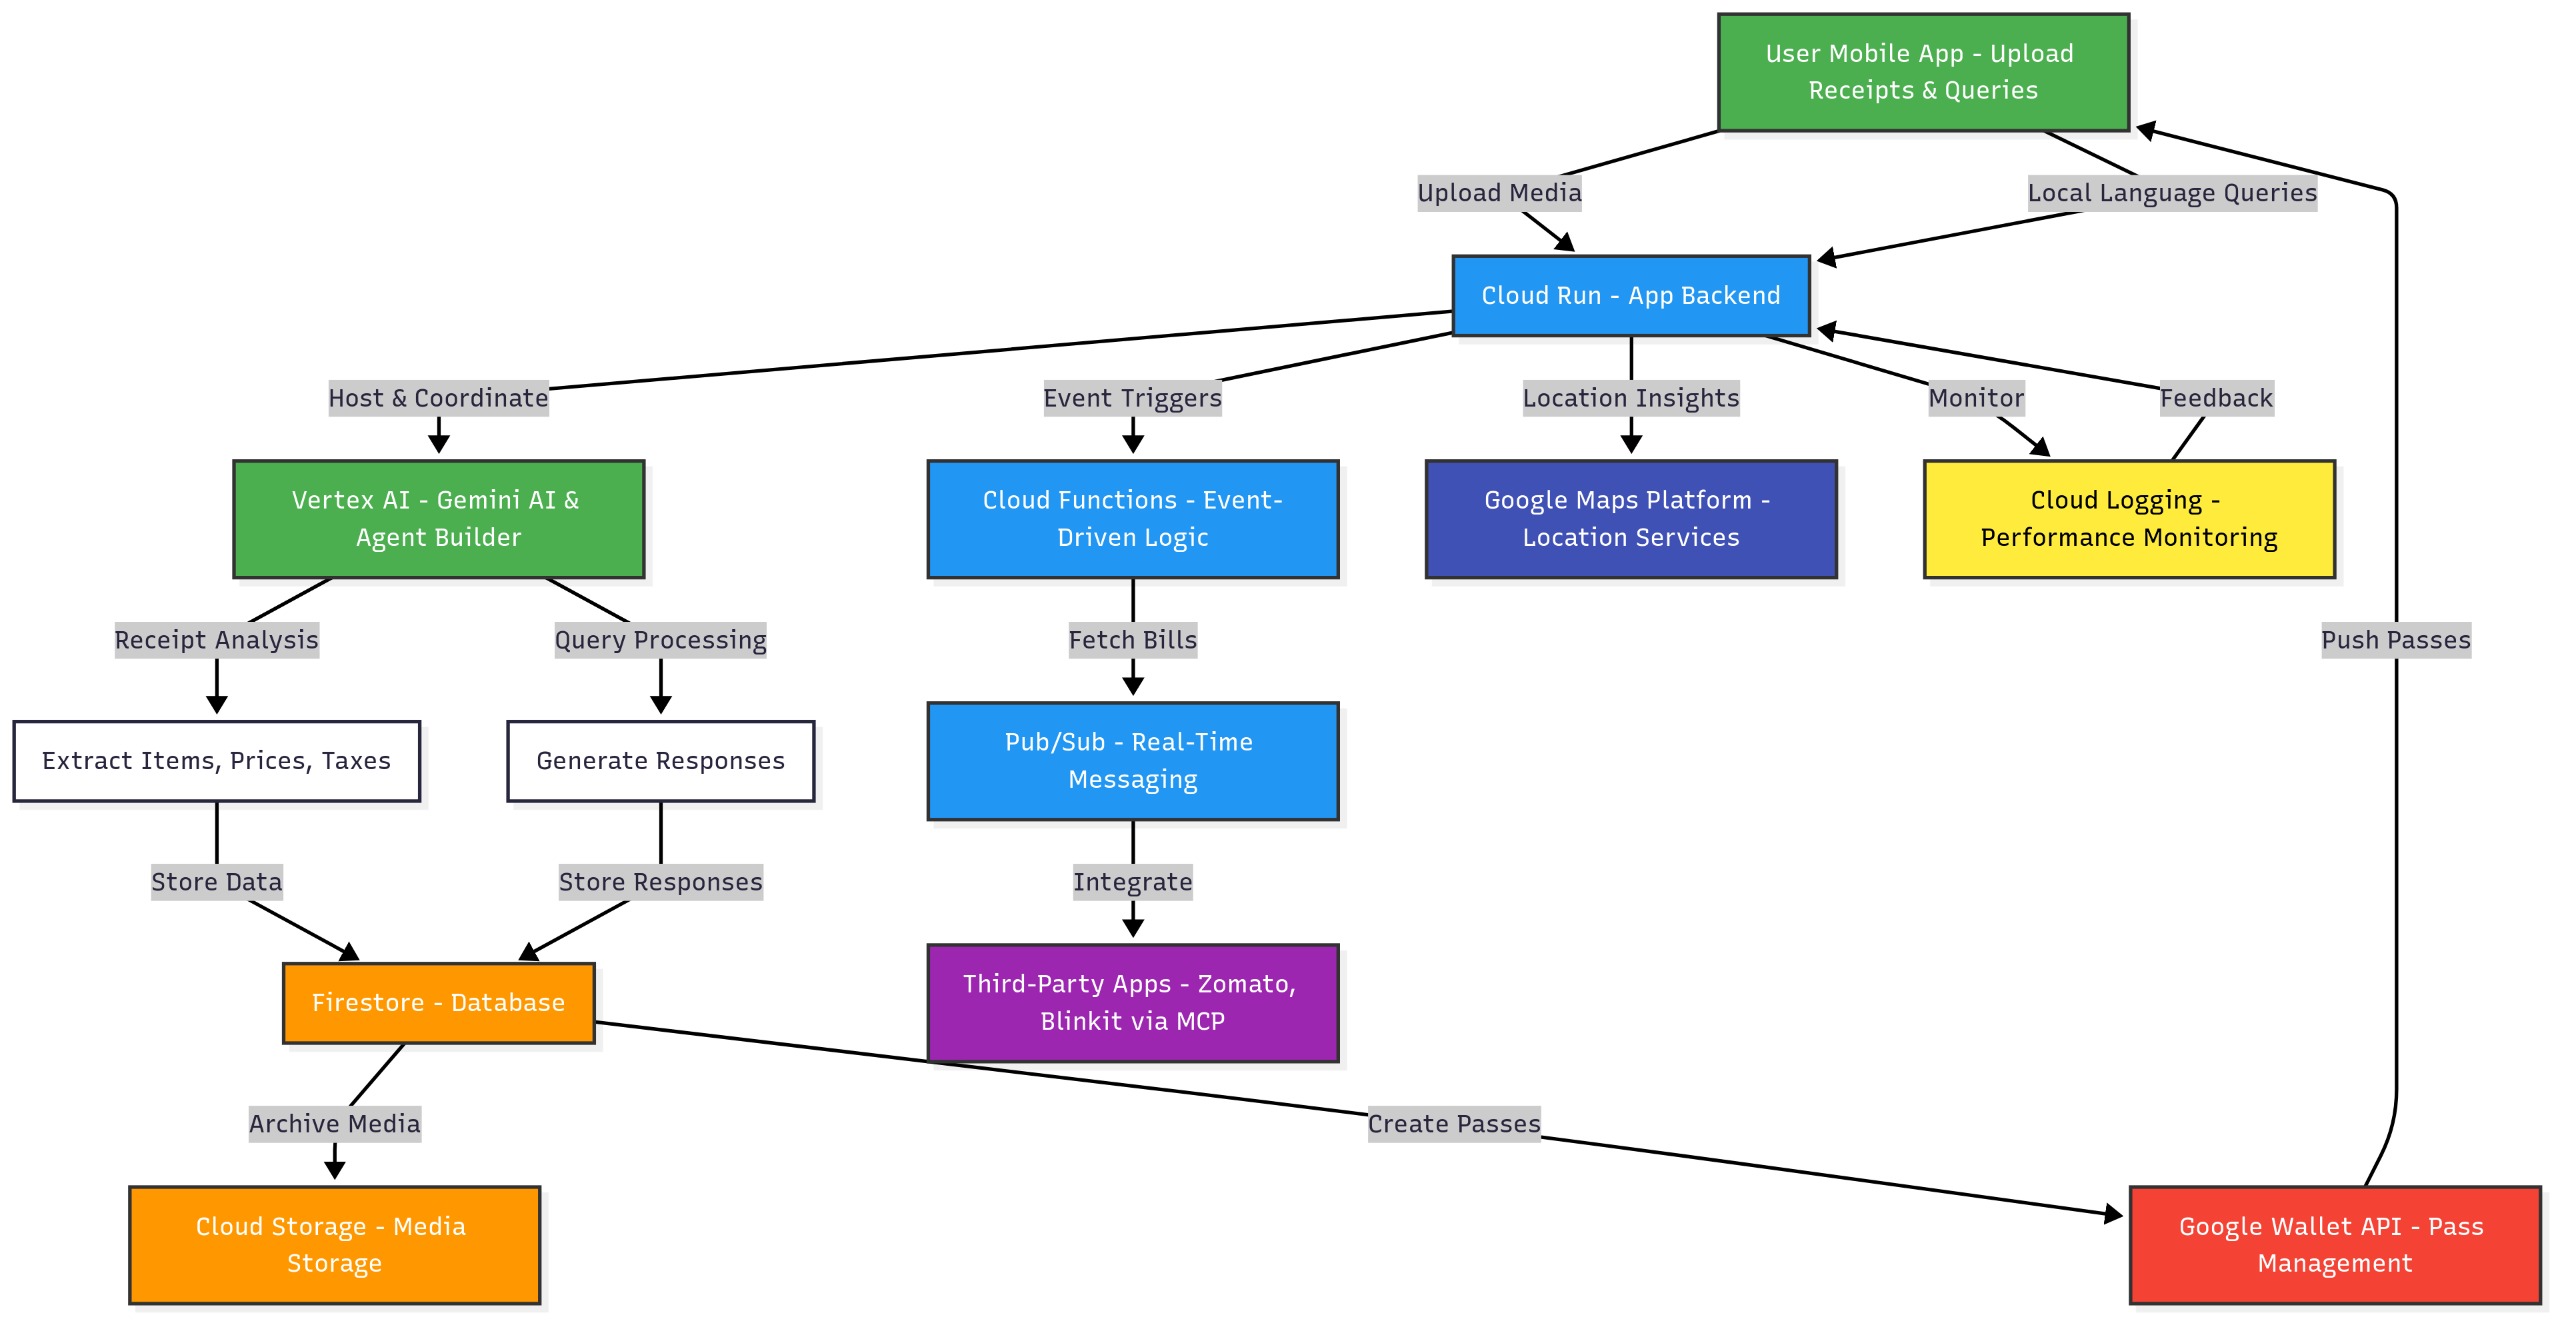 User Mobile App - Upload
Receipts & Queries
Upload Media
Local Language Queries
Cloud Run - App Backend
Host & Coordinate
Event Triggers
Location Insights
Monitor
Feedback
Vertex AI - Gemini AI &
Agent Builder
Cloud Functions - Event-
Driven Logic
Google Maps Platform -
Location Services
Cloud Logging -
Performance Monitoring
Receipt Analysis
Query Processing
Fetch Bills
Push Passes
Extract Items, Prices, Taxes
Generate Responses
Pub/Sub - Real-Time
Messaging
Store Data
Store Responses
Integrate
Firestore - Database
Third-Party Apps - Zomato,
Blinkit via MCP
Archive Media
Create Passes
Cloud Storage - Media
Storage
Google Wallet API - Pass
Management